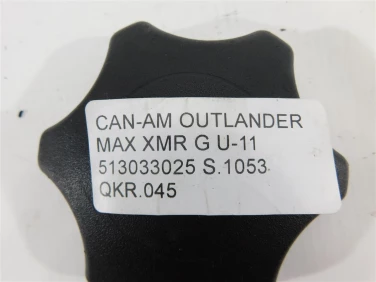 CAN-AM OUTLANDER
MAX XMR G U-11
513033025 S.1053
QKR.045